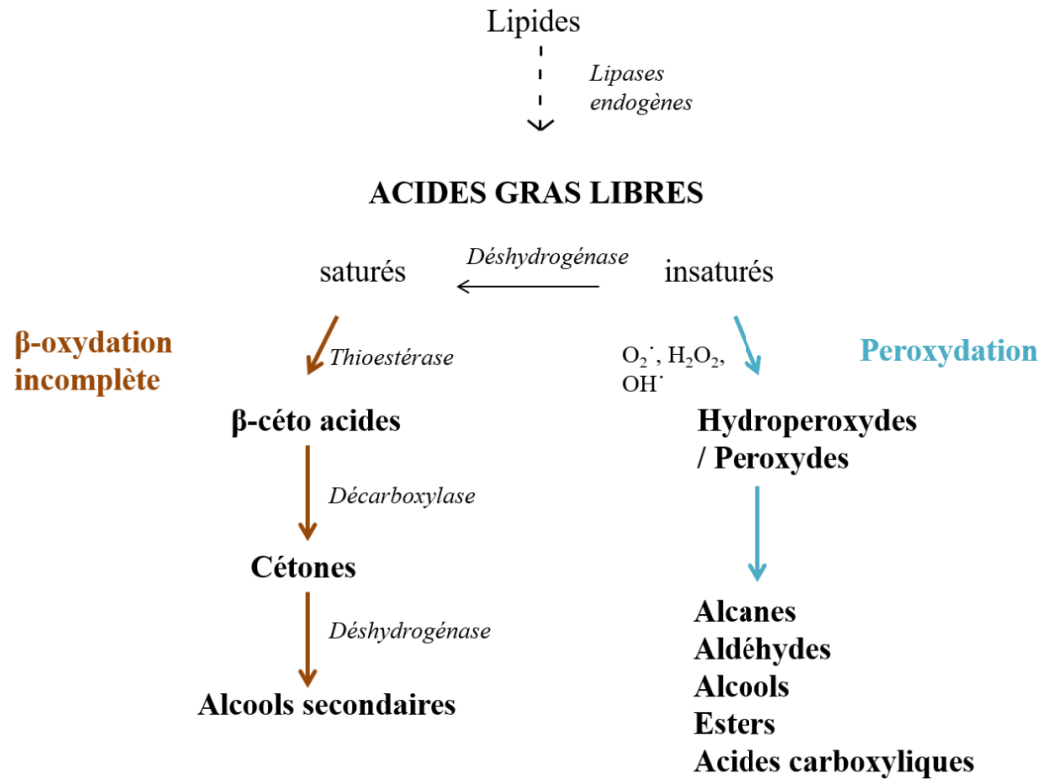 Lipides
Lipases
endogènes
ACIDES GRAS LIBRES
saturés
Déshydrogénase
insaturés
β-oxydation
incomplète
Thioestérase
O₂˙, H₂O₂,
OH˙
Peroxydation
β-céto acides
Hydroperoxydes
/ Peroxydes
Décarboxylase
Cétones
Déshydrogénase
Alcools secondaires
Alcanes
Aldéhydes
Alcools
Esters
Acides carboxyliques